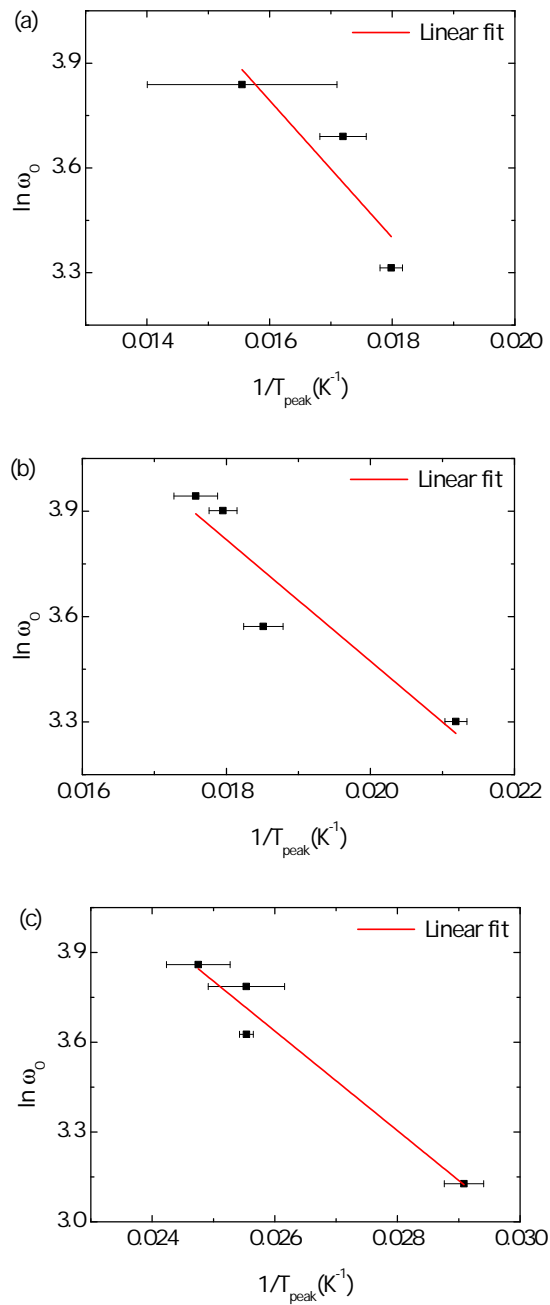 (a)
Linear fit
3.9
3.6
3.3
ln ω₀
0.014 0.016 0.018 0.020
1/T_peak(K⁻¹)
(b)
Linear fit
3.9
3.6
3.3
ln ω₀
0.016 0.018 0.020 0.022
1/T_peak(K⁻¹)
(c)
Linear fit
3.9
3.6
3.3
3.0
ln ω₀
0.024 0.026 0.028 0.030
1/T_peak(K⁻¹)